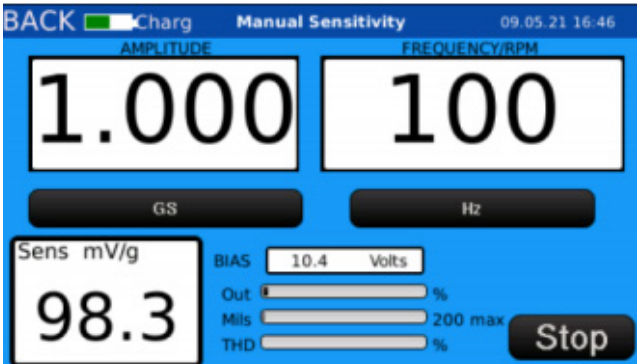 BACK Charg Manual Sensitivity 09.05.21 16:46
AMPLITUDE FREQUENCY/RPM
1.000 100
GS Hz
Sens mV/g
98.3
BIAS 10.4 Volts
Out %
Mils 200 max
THD %
Stop